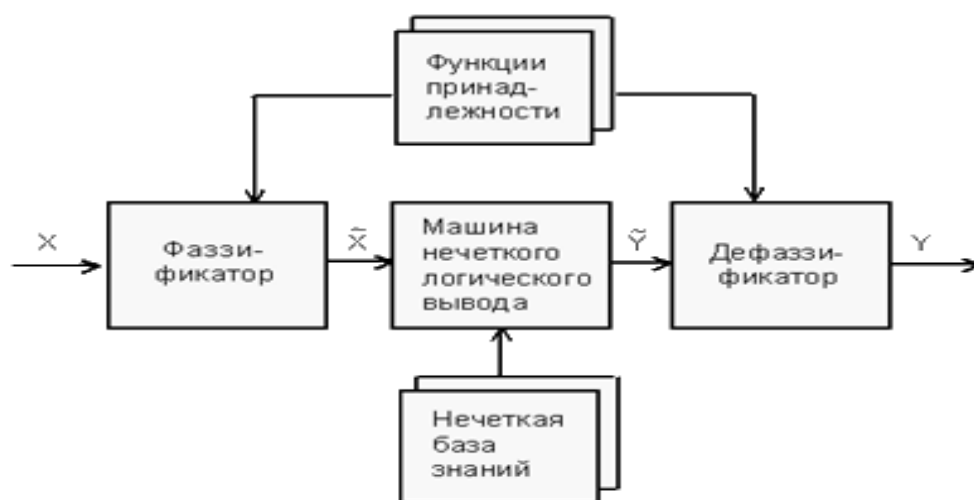 Функции
принад-
лежности
X
Фаззи-
фикатор
X̃
Машина
нечеткого
логического
вывода
Ỹ
Дефаззи-
фикатор
Y
Нечеткая
база
знаний